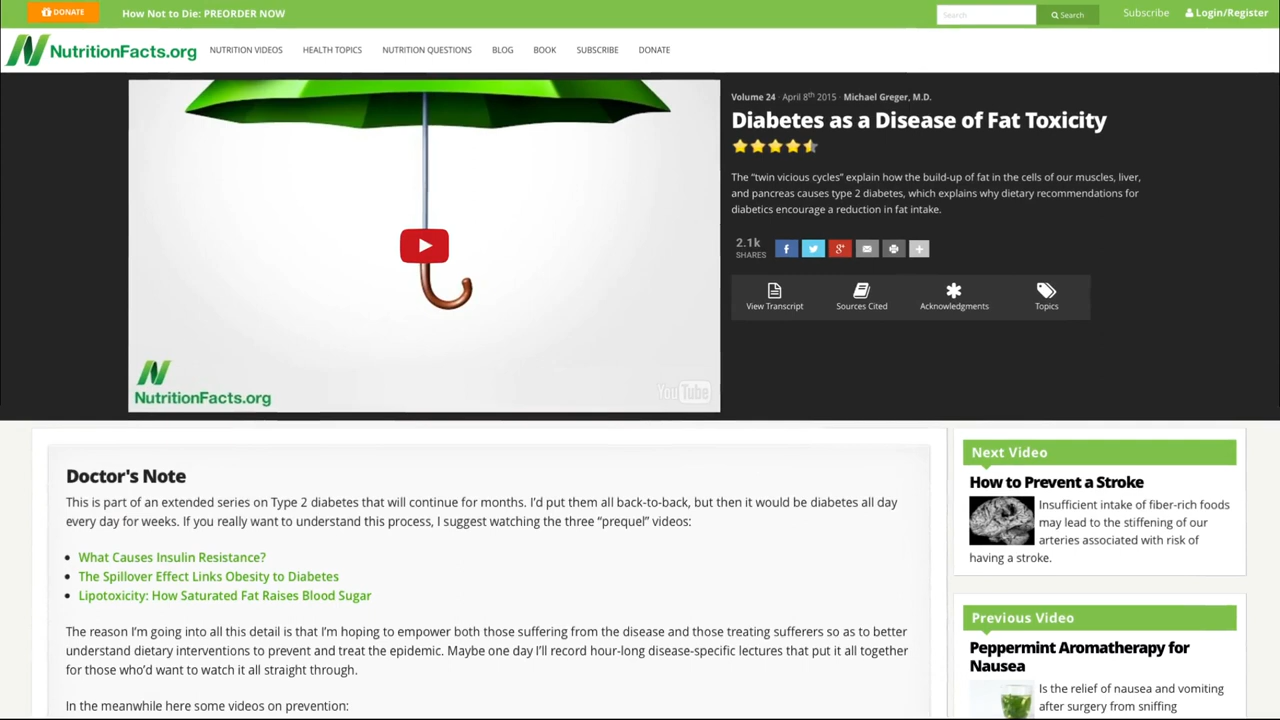 DONATE
How Not to Die: PREORDER NOW
Search
Search
Subscribe
Login/Register
NutritionFacts.org
NUTRITION VIDEOS
HEALTH TOPICS
NUTRITION QUESTIONS
BLOG
BOOK
SUBSCRIBE
DONATE
NutritionFacts.org
YouTube
Volume 24 · April 8th 2015 · Michael Greger, M.D.
Diabetes as a Disease of Fat Toxicity
The “twin vicious cycles” explain how the build-up of fat in the cells of our muscles, liver,
and pancreas causes type 2 diabetes, which explains why dietary recommendations for
diabetics encourage a reduction in fat intake.
2.1k
SHARES
View Transcript
Sources Cited
Acknowledgments
Topics
Doctor's Note
This is part of an extended series on Type 2 diabetes that will continue for months. I’d put them all back-to-back, but then it would be diabetes all day
every day for weeks. If you really want to understand this process, I suggest watching the three “prequel” videos:
• What Causes Insulin Resistance?
• The Spillover Effect Links Obesity to Diabetes
• Lipotoxicity: How Saturated Fat Raises Blood Sugar
The reason I’m going into all this detail is that I’m hoping to empower both those suffering from the disease and those treating sufferers so as to better
understand dietary interventions to prevent and treat the epidemic. Maybe one day I’ll record hour-long disease-specific lectures that put it all together
for those who’d want to watch it all straight through.
In the meanwhile here some videos on prevention:
Next Video
How to Prevent a Stroke
Insufficient intake of fiber-rich foods
may lead to the stiffening of our
arteries associated with risk of
having a stroke.
Previous Video
Peppermint Aromatherapy for
Nausea
Is the relief of nausea and vomiting
after surgery from sniffing